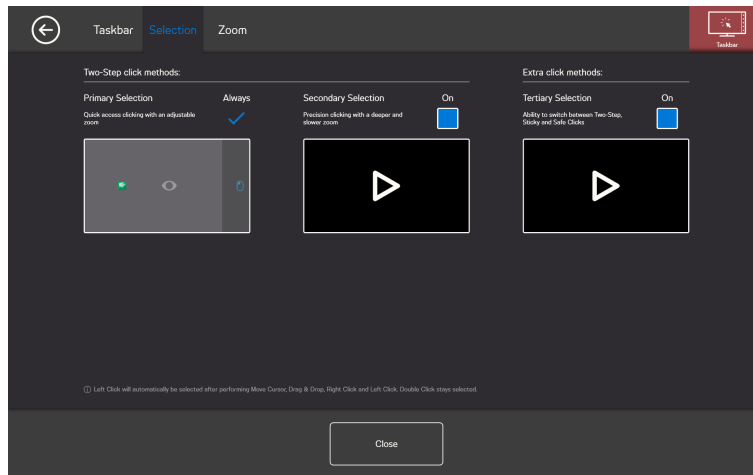 Taskbar Selection Zoom
Taskbar
Two-Step click methods:
Extra click methods:
Primary Selection Always
Quick access clicking with an adjustable
zoom
Secondary Selection On
Precision clicking with a deeper and
slower zoom
Tertiary Selection On
Ability to switch between Two-Step,
Sticky and Safe Clicks
Left Click will automatically be selected after performing Move Cursor, Drag & Drop, Right Click and Left Click. Double Click stays selected.
Close